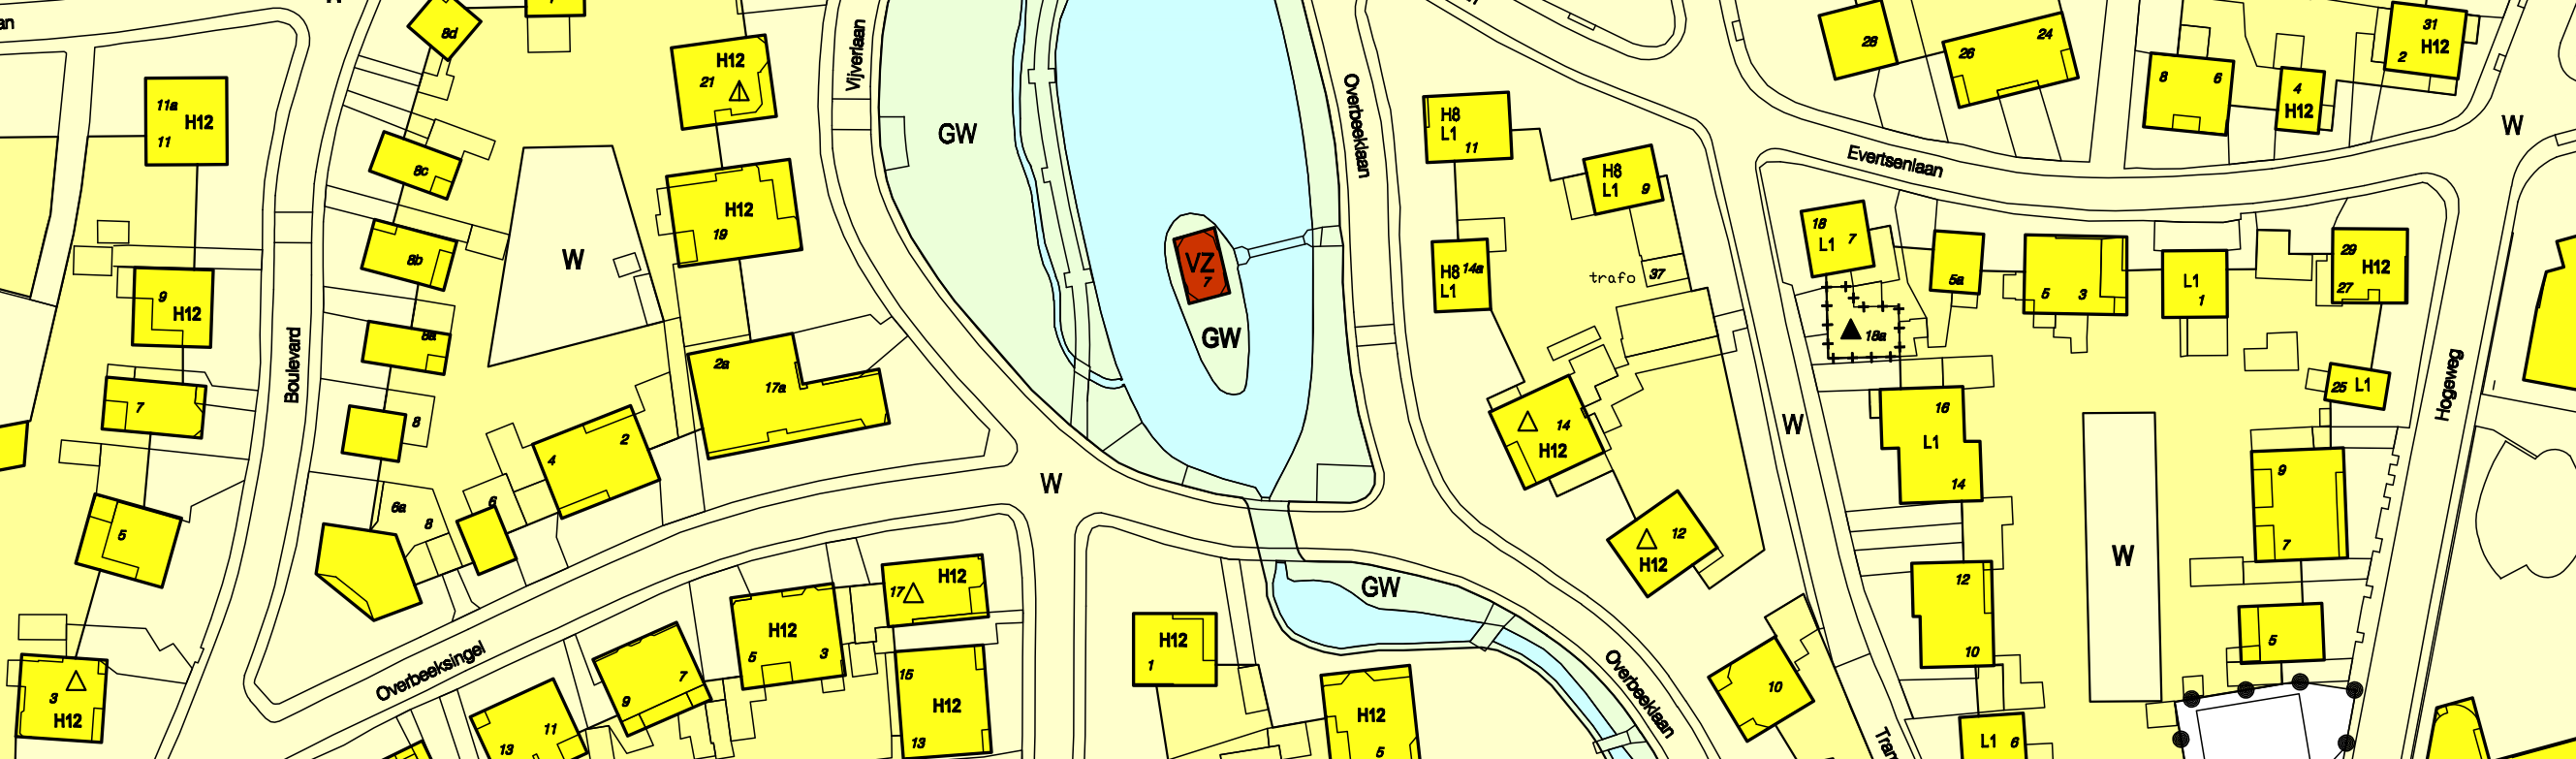 8d
H12
21
Vijverlaan
GW
Overbeeklaan
28
26
24
Evertsenlaan
8
6
4
H12
31
H12
2
W
11a
H12
11
8c
8b
W
H12
19
H8
L1
11
H8
L1
9
H8
14a
L1
trafo
37
VZ
7
GW
18
L1
7
18a
5a
5
3
L1
1
29
H12
27
25
L1
Hogeweg
9
H12
8a
Boulevard
7
8
2a
17a
2
4
W
14
H12
W
16
L1
14
W
9
7
5
6a
8
6
12
H12
12
10
5
GW
3
H12
Overbeeksingel
9
7
H12
5
3
17
H12
15
H12
13
H12
1
H12
5
Overbeeklaan
10
11
13
L1
6